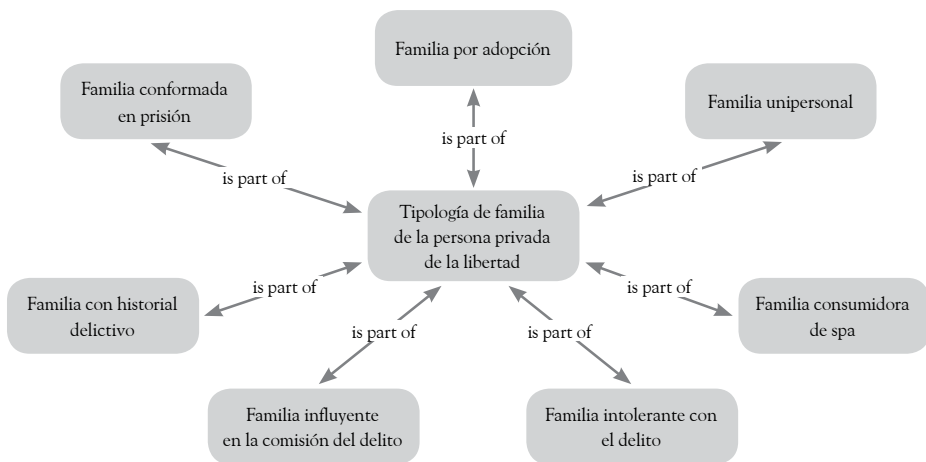 Familia por adopción
Familia conformada
en prisión
Familia unipersonal
is part of
is part of
is part of
Tipología de familia
de la persona privada
de la libertad
is part of
is part of
Familia con historial
delictivo
Familia consumidora
de spa
is part of
is part of
Familia influyente
en la comisión del delito
Familia intolerante con
el delito